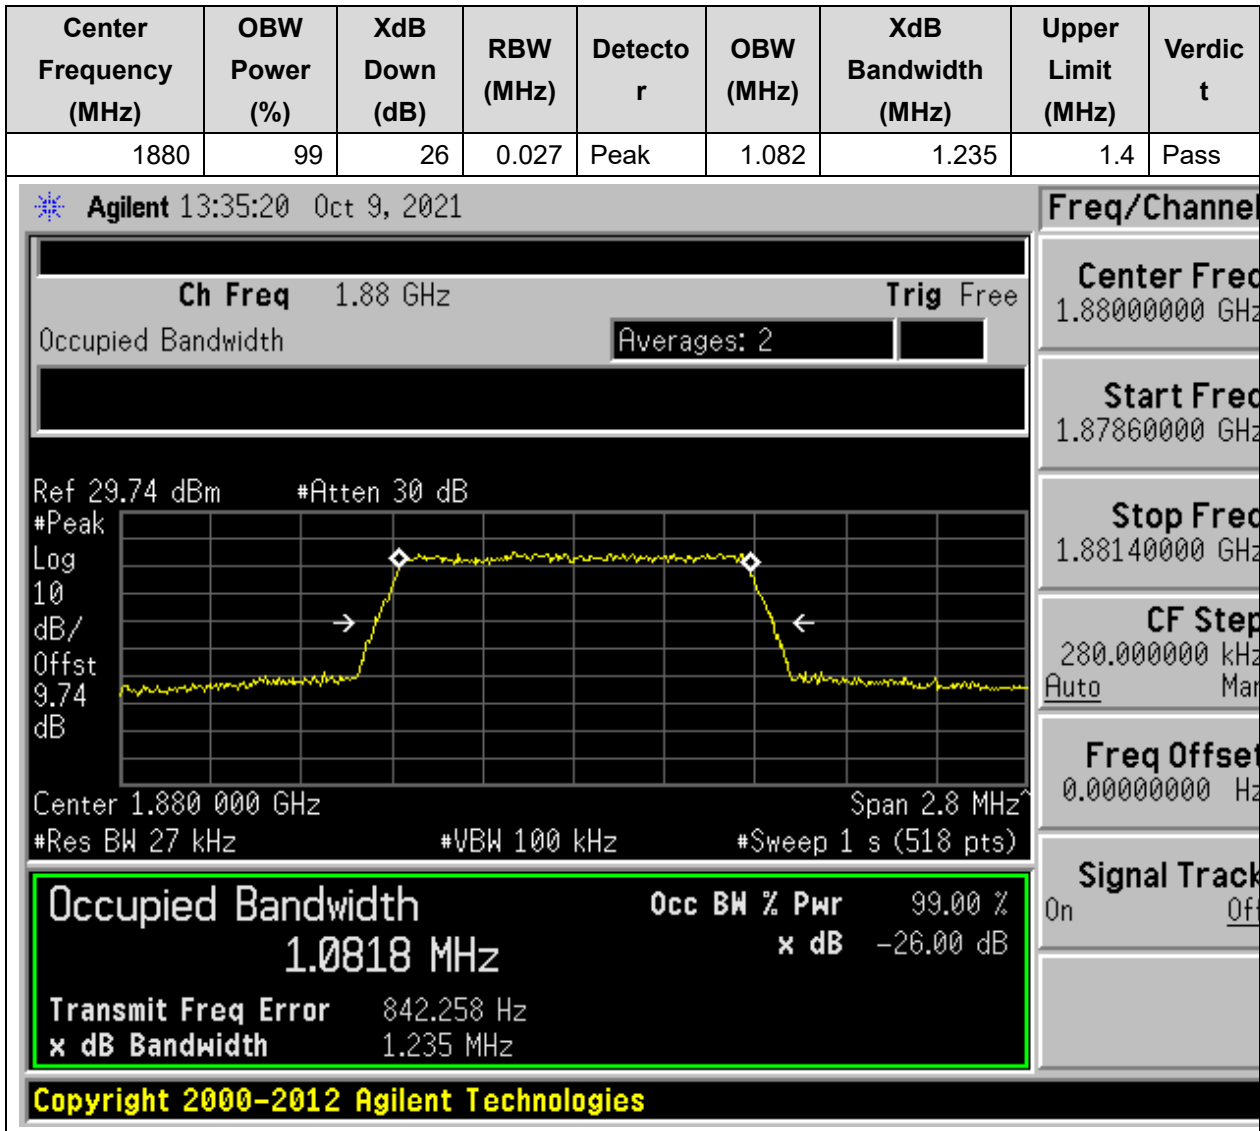 Center Frequency (MHz) OBW Power (%) XdB Down (dB) RBW (MHz) Detecto r OBW (MHz) XdB Bandwidth (MHz) Upper Limit (MHz) Verdic t
1880 99 26 0.027 Peak 1.082 1.235 1.4 Pass
Agilent 13:35:20 Oct 9, 2021 Freq/Channel
Ch Freq 1.88 GHz Trig Free
Occupied Bandwidth Averages: 2
Center Freq
1.88000000 GHz
Start Freq
1.87860000 GHz
Stop Freq
1.88140000 GHz
CF Step
280.000000 kHz
Auto Man
Freq Offset
0.00000000 Hz
Signal Track
On Off
Ref 29.74 dBm #Atten 30 dB
#Peak
Log
10
dB/
Offst
9.74
dB
Center 1.880 000 GHz Span 2.8 MHz^
#Res BW 27 kHz #VBW 100 kHz #Sweep 1 s (518 pts)
Occupied Bandwidth Occ BW % Pwr 99.00 %
1.0818 MHz x dB -26.00 dB
Transmit Freq Error 842.258 Hz
x dB Bandwidth 1.235 MHz
Copyright 2000-2012 Agilent Technologies